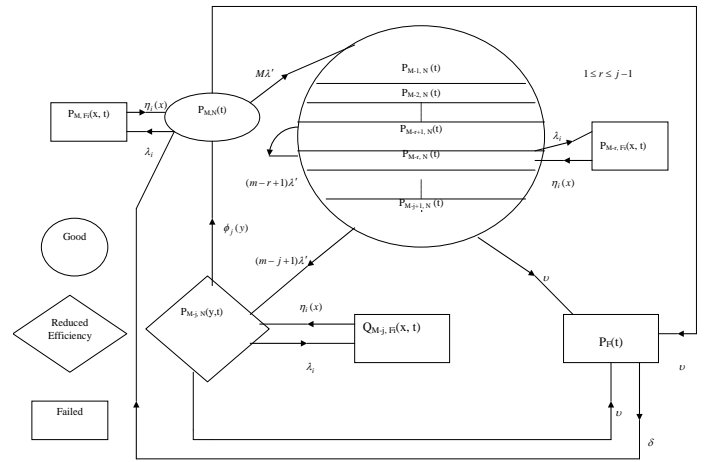 P_{M-1, N} (t)
1 ≤ r ≤ j −1
Mλ'
P_{M-2, N} (t)
P_{M, Fi}(x, t)
η_i(x)
P_{M,N}(t)
P_{M-r+1, N}(t)
λ_i
P_{M-r, Fi}(x, t)
λ_i
P_{M-r, N} (t)
(m−r+1)λ'
η_i(x)
P_{M-j+1, N} (t)
Good
ϕ_j(y)
(m−j+1)λ'
υ
P_{M-j, N}(y,t)
η_i(x)
Reduced
Efficiency
Q_{M-j, Fi}(x, t)
P_F(t)
λ_i
υ
Failed
υ
δ